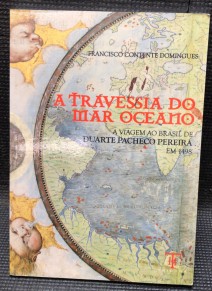 FRANCISCO CONTENTE DOMINGUES
A TRAVESSIA DO
MAR OCEANO
A VIAGEM AO BRASIL DE
DUARTE PACHECO PEREIRA
EM 1498